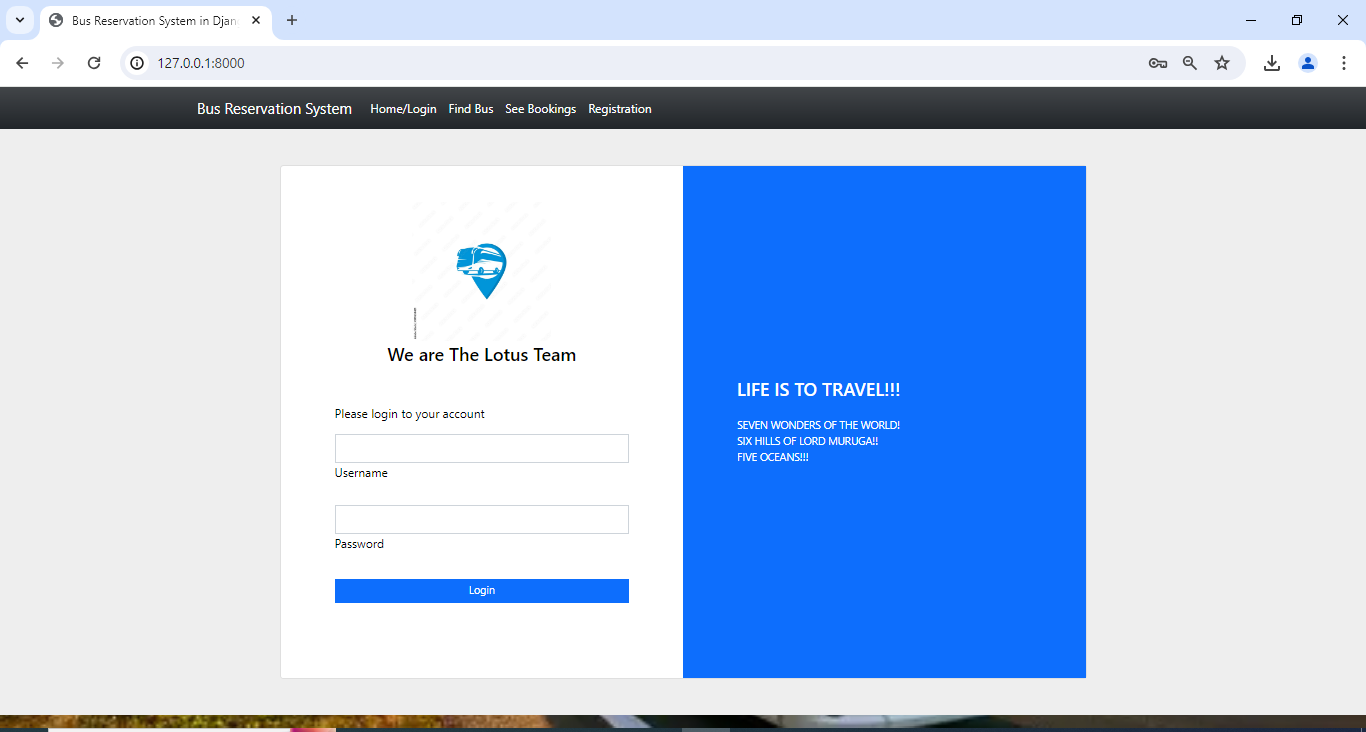 Bus Reservation System in Djan
127.0.0.1:8000
Bus Reservation System Home/Login Find Bus See Bookings Registration
We are The Lotus Team
Please login to your account
Username
Password
Login
LIFE IS TO TRAVEL!!!
SEVEN WONDERS OF THE WORLD!
SIX HILLS OF LORD MURUGA!!
FIVE OCEANS!!!